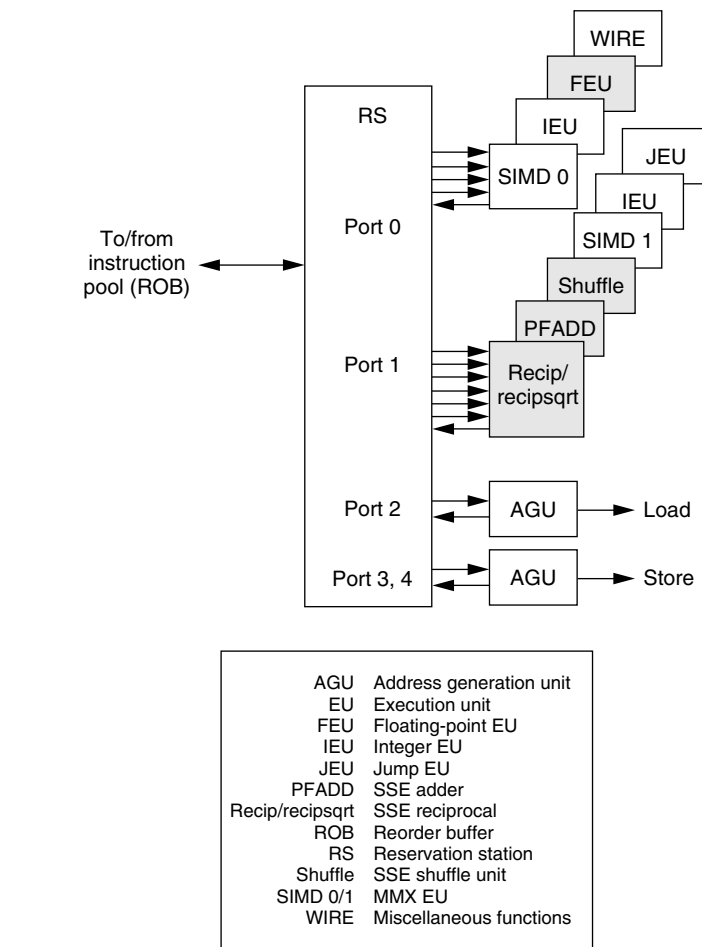 WIRE
FEU
RS
IEU
JEU
SIMD 0
IEU
Port 0
SIMD 1
To/from
instruction
pool (ROB)
Shuffle
PFADD
Port 1
Recip/
recipsqrt
Port 2
AGU
Load
Port 3, 4
AGU
Store
AGU Address generation unit
EU Execution unit
FEU Floating-point EU
IEU Integer EU
JEU Jump EU
PFADD SSE adder
Recip/recipsqrt SSE reciprocal
ROB Reorder buffer
RS Reservation station
Shuffle SSE shuffle unit
SIMD 0/1 MMX EU
WIRE Miscellaneous functions